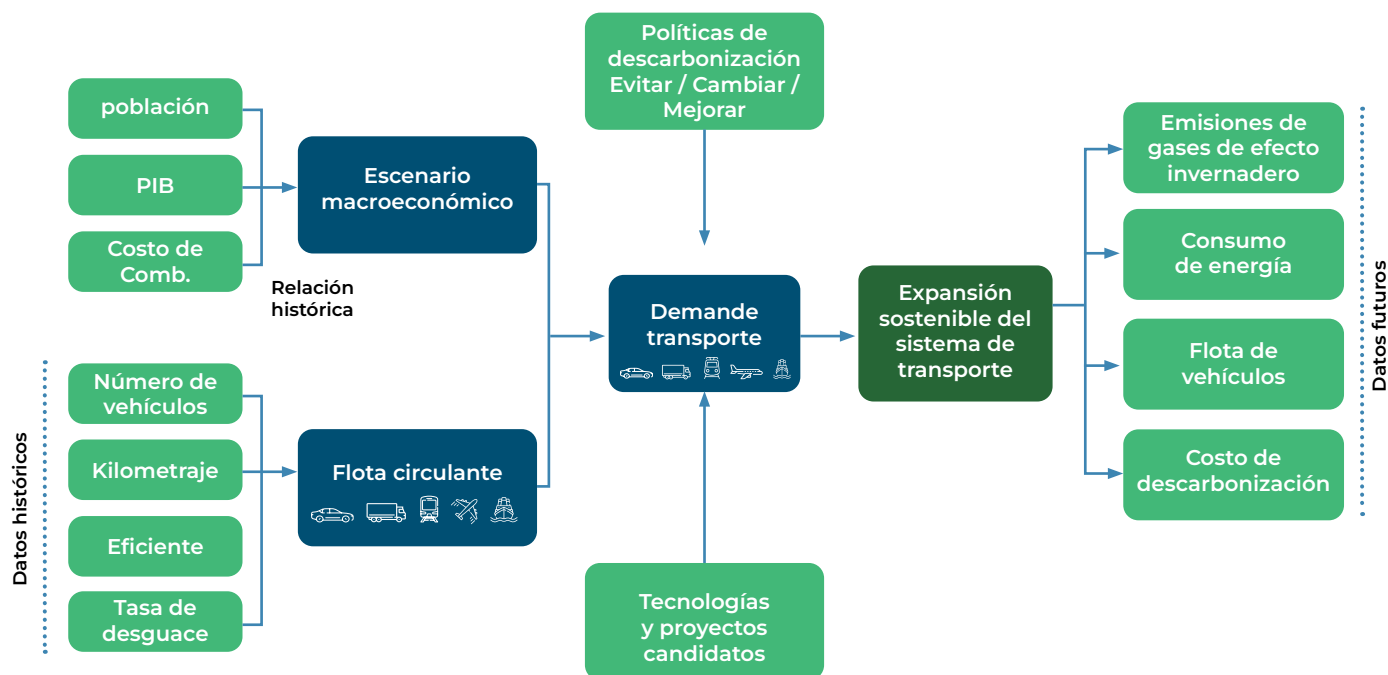 Políticas de
descarbonización
Evitar / Cambiar /
Mejorar
población
PIB
Costo de
Comb.
Escenario
macroeconómico
Relación
histórica
Datos históricos
Número de
vehículos
Kilometraje
Eficiente
Tasa de
desguace
Flota circulante
Demande
transporte
Tecnologías
y proyectos
candidatos
Expansión
sostenible del
sistema de
transporte
Emisiones de
gases de efecto
invernadero
Consumo
de energía
Flota de
vehículos
Costo de
descarbonización
Datos futuros